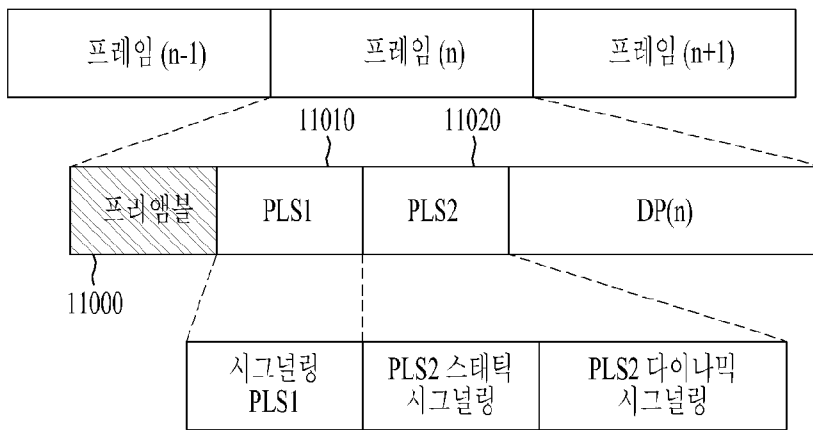 프레임 (n-1)
프레임 (n)
프레임 (n+1)
11010
11020
프리앰블
PLS1
PLS2
DP(n)
11000
시그널링
PLS1
PLS2 스태틱
시그널링
PLS2 다이나믹
시그널링